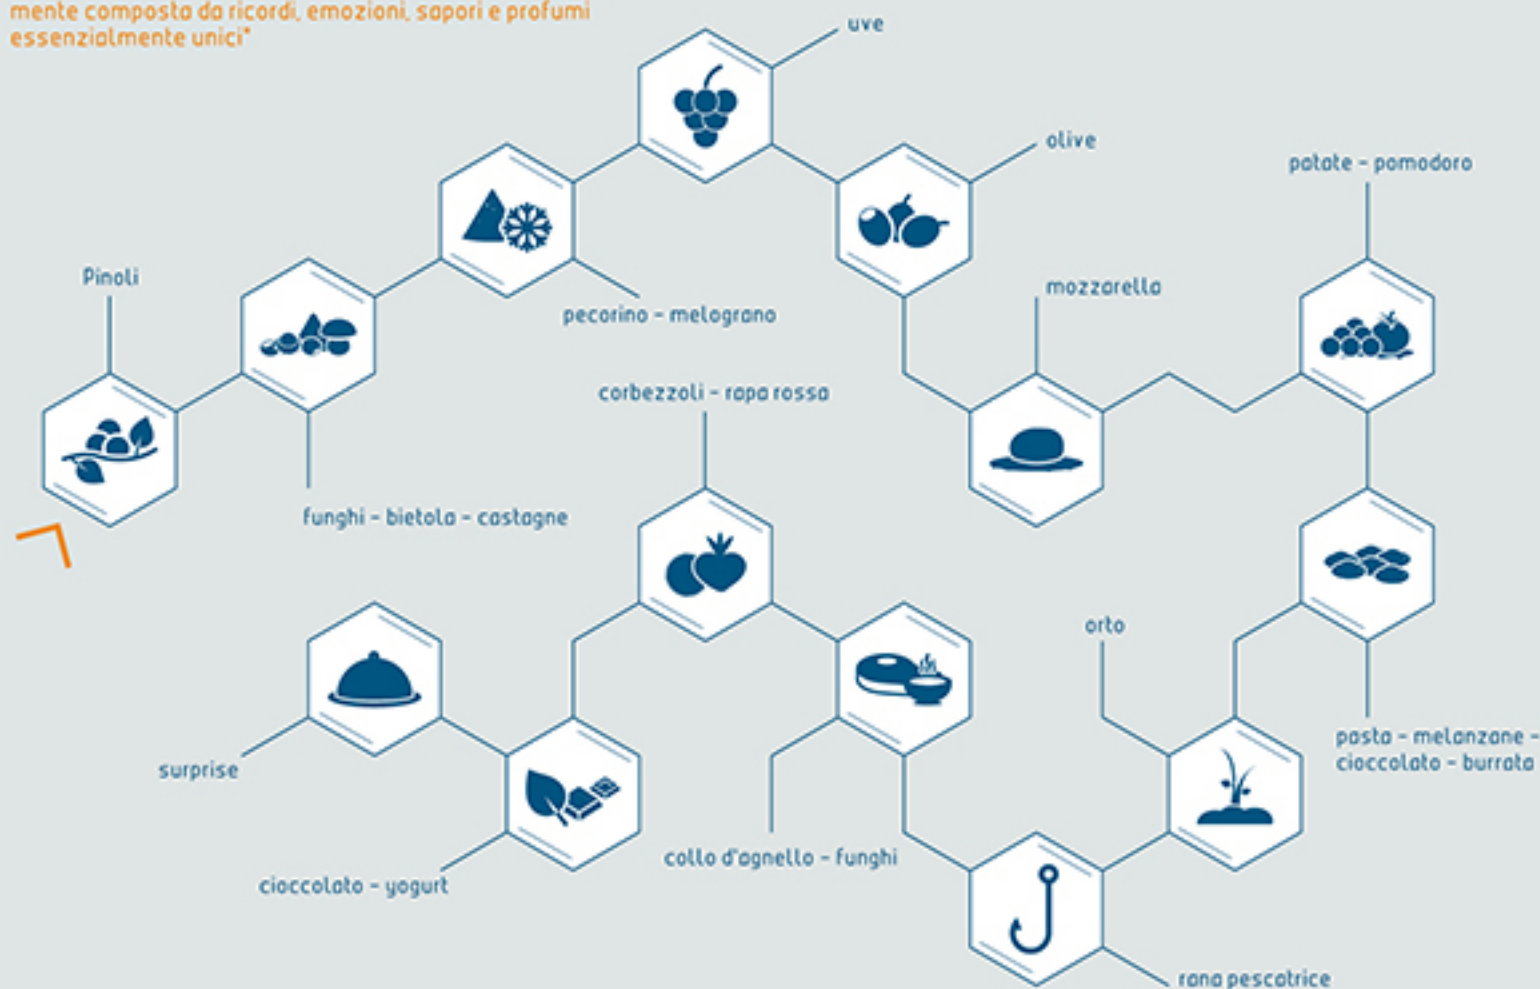 mente composta da ricordi, emozioni, sapori e profumi
essenzialmente unici"
uve
olive
patate - pomodoro
Pinoli
mozzarella
pecorino - melograno
corbezzoli - rapa rossa
funghi - bietola - castagne
orto
pasta - melanzane -
cioccolato - burrata
surprise
collo d'agnello - funghi
cioccolato - yogurt
rana pescatrice